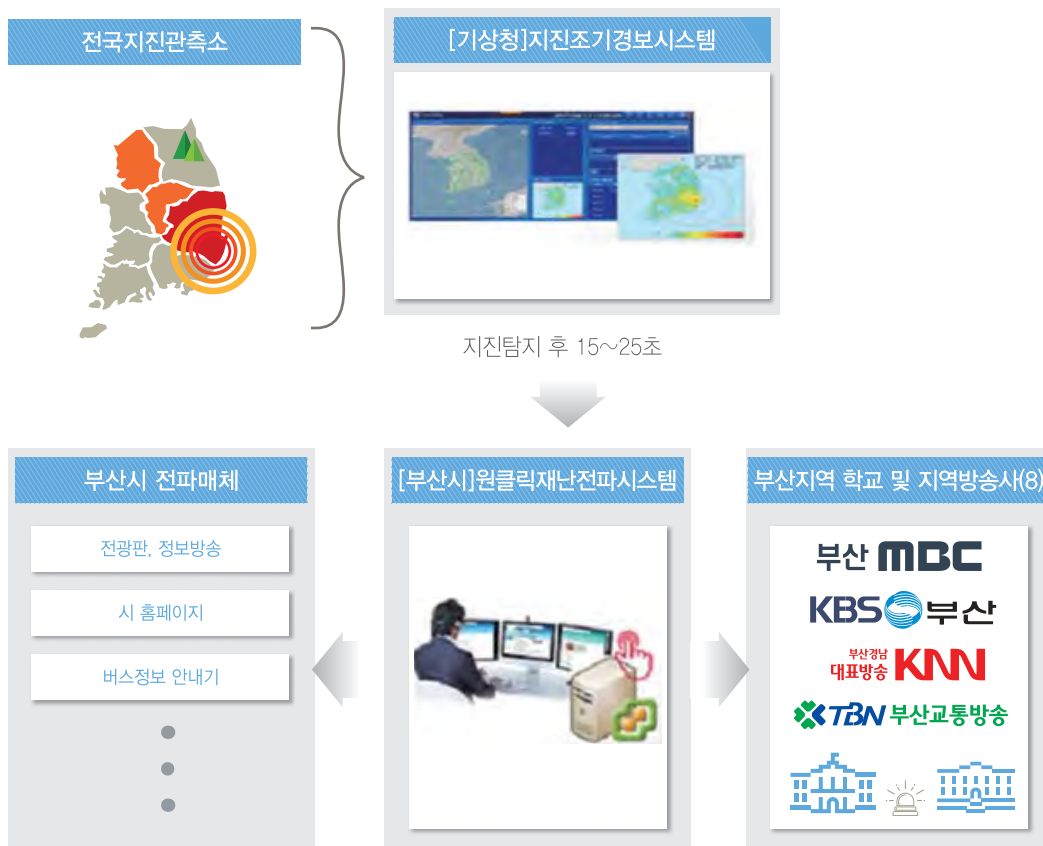 전국지진관측소
[기상청]지진조기경보시스템
지진탐지 후 15~25초
부산시 전파매체
전광판, 정보방송
시 홈페이지
버스정보 안내기
[부산시]원클릭재난전파시스템
부산지역 학교 및 지역방송사(8)
부산 MBC
KBS 부산
부산경남
대표방송 KNN
TBN 부산교통방송